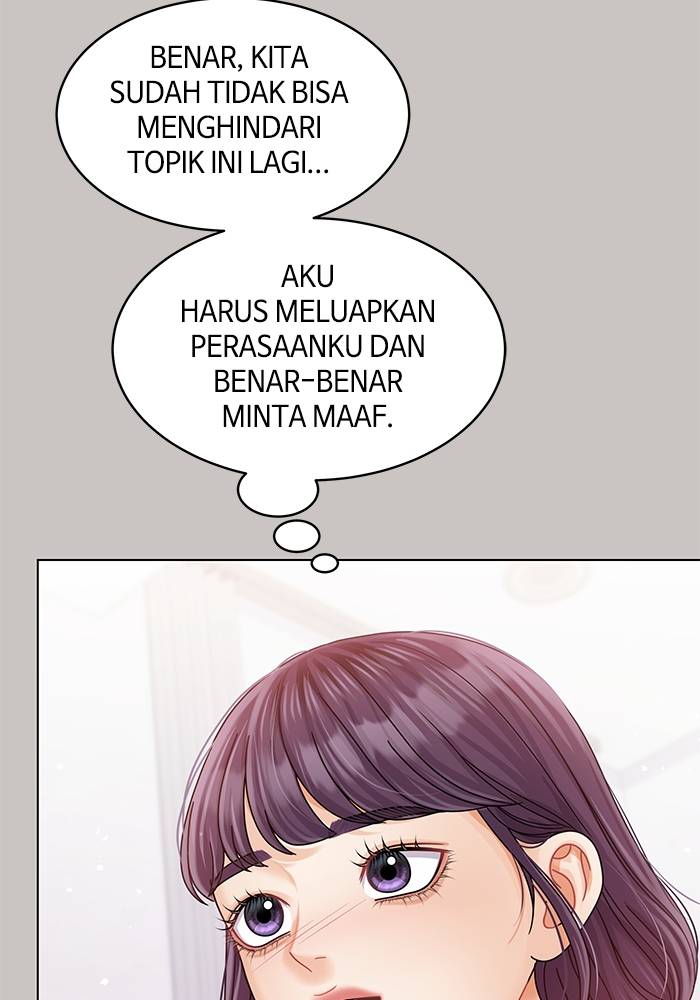 BENAR, KITA
SUDAH TIDAK BISA
MENGHINDARI
TOPIK INI LAGI...
AKU
HARUS MELUAPKAN
PERASAANKU DAN
BENAR-BENAR
MINTA MAAF.